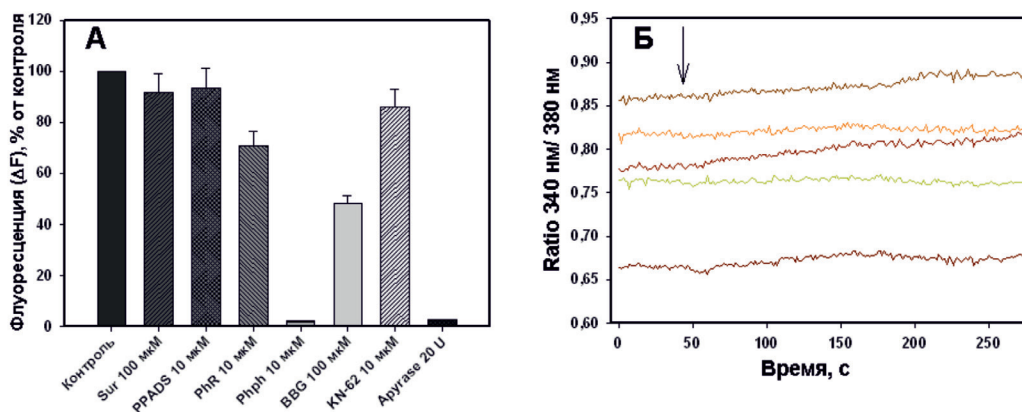 А
Флуоресценция (ΔF), % от контроля
120
100
80
60
40
20
0
Контроль
Sur 100 мкМ
PPADS 10 мкМ
PhR 10 мкМ
Phph 10 мкМ
BBG 100 мкМ
KN-62 10 мкМ
Apyrase 20 U
Б
Ratio 340 нм/ 380 нм
0,95
0,90
0,85
0,80
0,75
0,70
0,65
0,60
0
50
100
150
200
250
Время, с